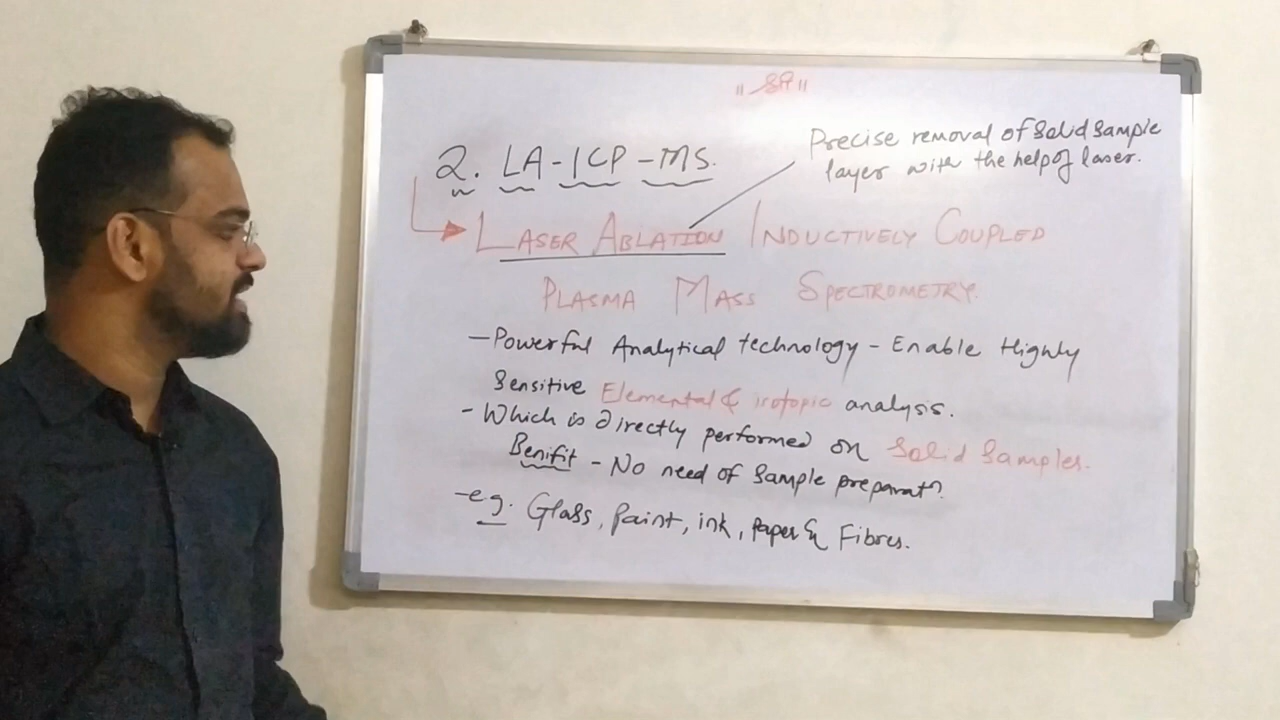 ॥ श्री ॥
Precise removal of Solid Sample
layer with the help of laser.
2. LA-ICP-MS.
LASER ABLATION INDUCTIVELY COUPLED
PLASMA MASS SPECTROMETRY.
- Powerful Analytical technology - Enable Highly
Sensitive Elemental & isotopic analysis.
- Which is directly performed on Solid Samples.
Benifit - No need of Sample preparatn.
- e.g. Glass, Paint, ink, Paper & Fibres.